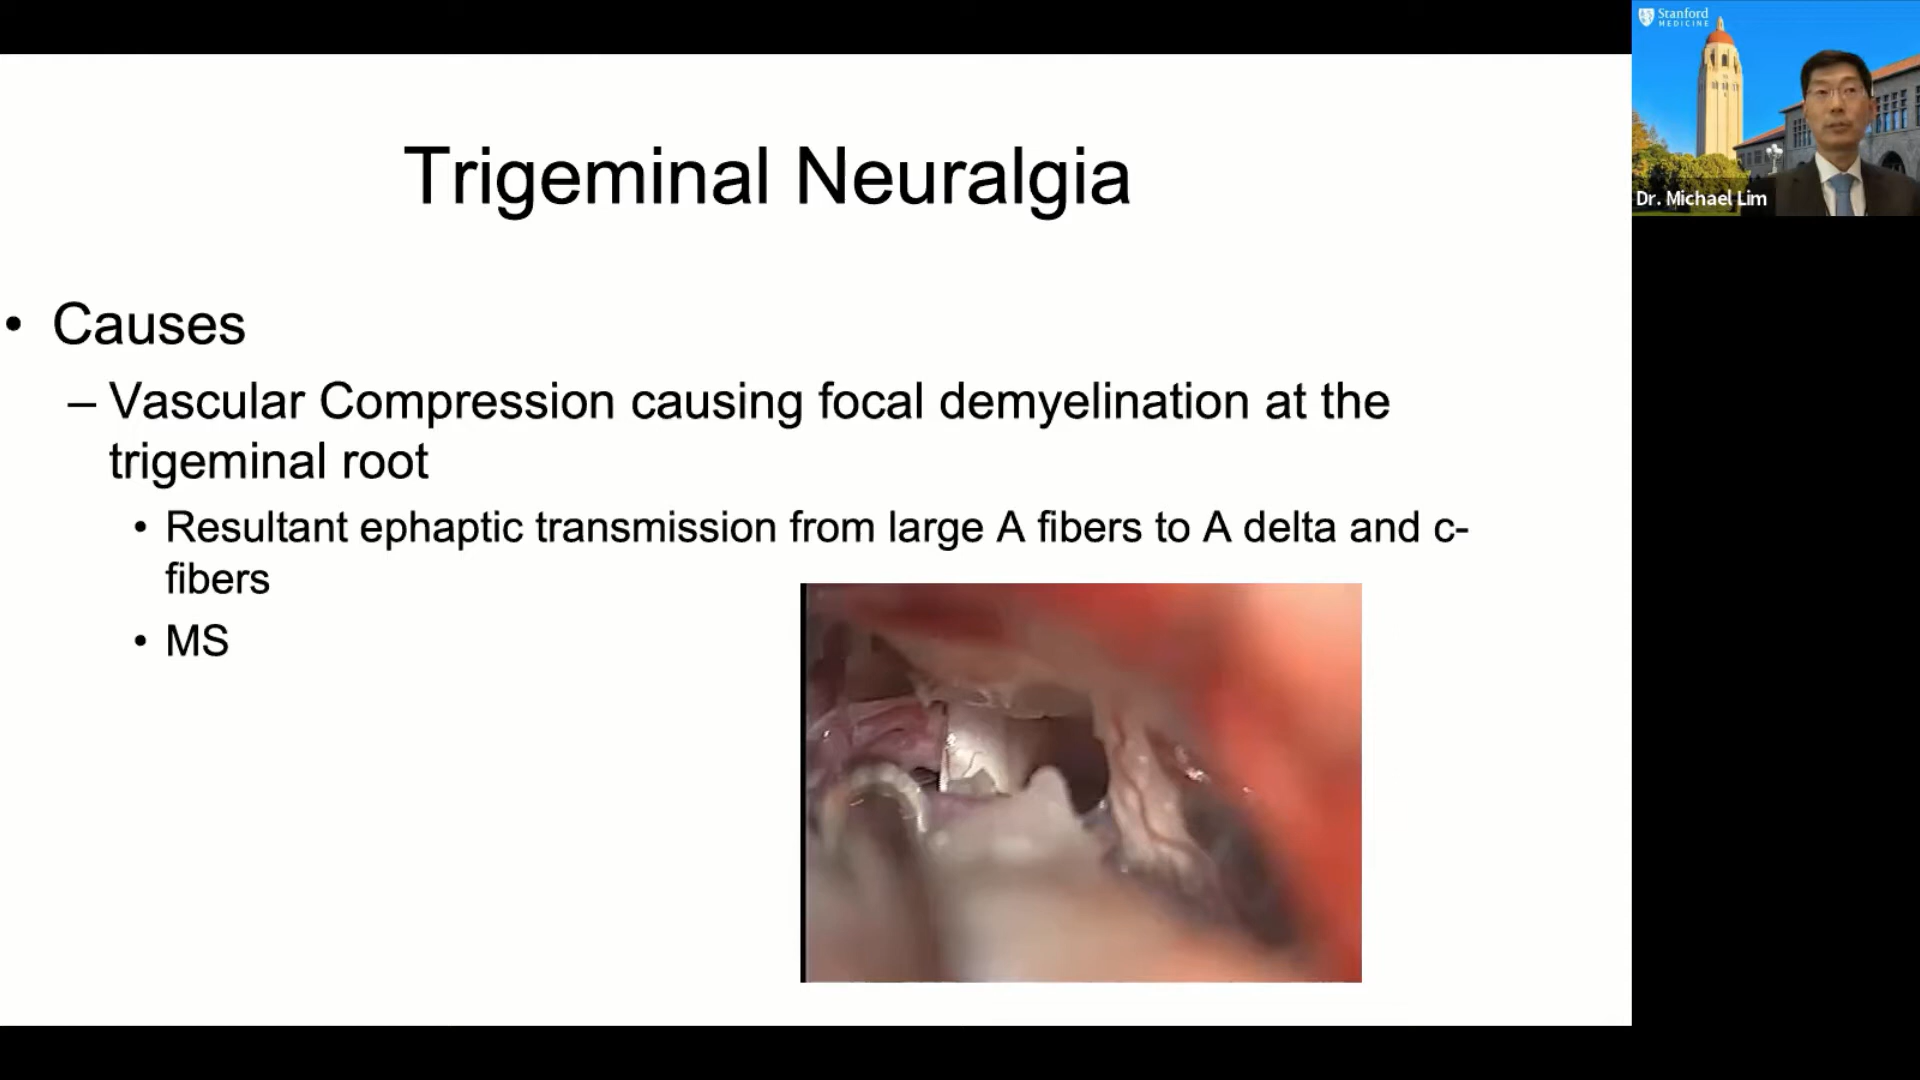 Trigeminal Neuralgia
• Causes
– Vascular Compression causing focal demyelination at the
trigeminal root
• Resultant ephaptic transmission from large A fibers to A delta and c-
fibers
• MS
Stanford
MEDICINE
Dr. Michael Lim